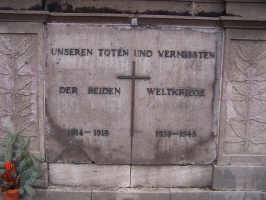 UNSEREN TOTEN UND VERMISSTEN
DER BEIDEN WELTKRIEGE
1914 - 1918 1939 - 1945